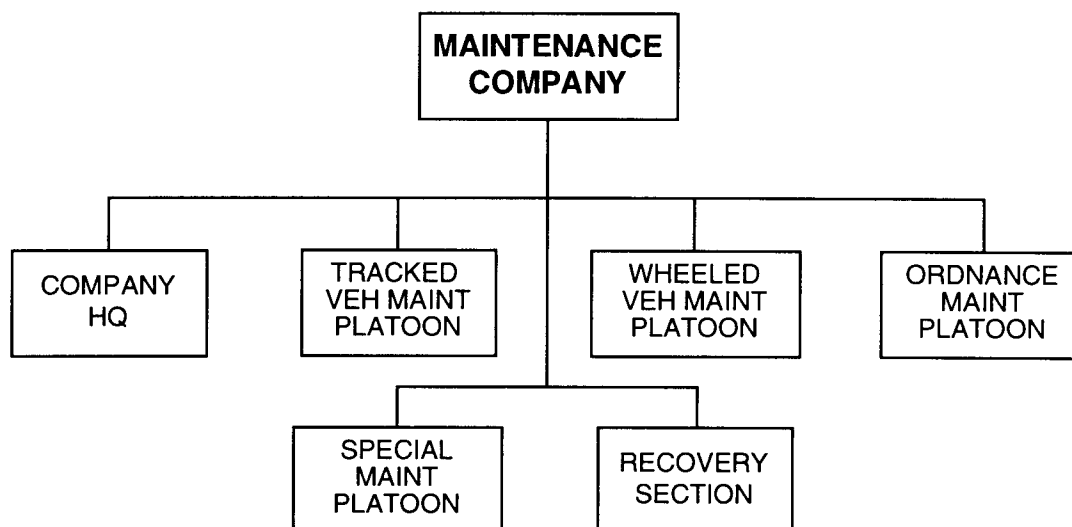 MAINTENANCE
COMPANY
COMPANY
HQ
TRACKED
VEH MAINT
PLATOON
WHEELED
VEH MAINT
PLATOON
ORDNANCE
MAINT
PLATOON
SPECIAL
MAINT
PLATOON
RECOVERY
SECTION